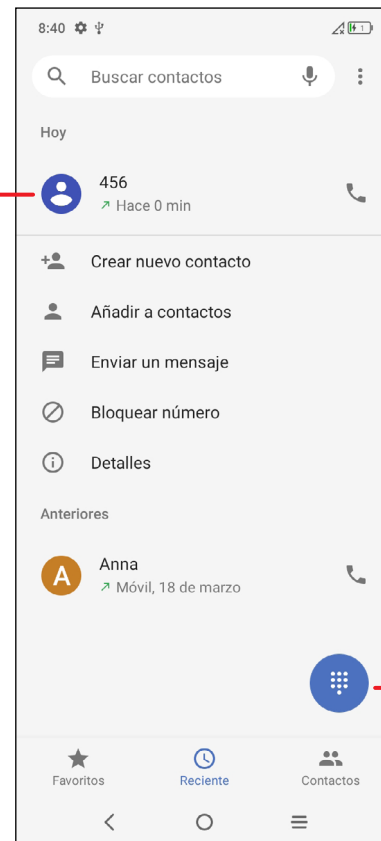 8:40
Buscar contactos
Hoy
456
Hace 0 min
Crear nuevo contacto
Añadir a contactos
Enviar un mensaje
Bloquear número
Detalles
Anteriores
A Anna
Móvil, 18 de marzo
Favoritos Reciente Contactos